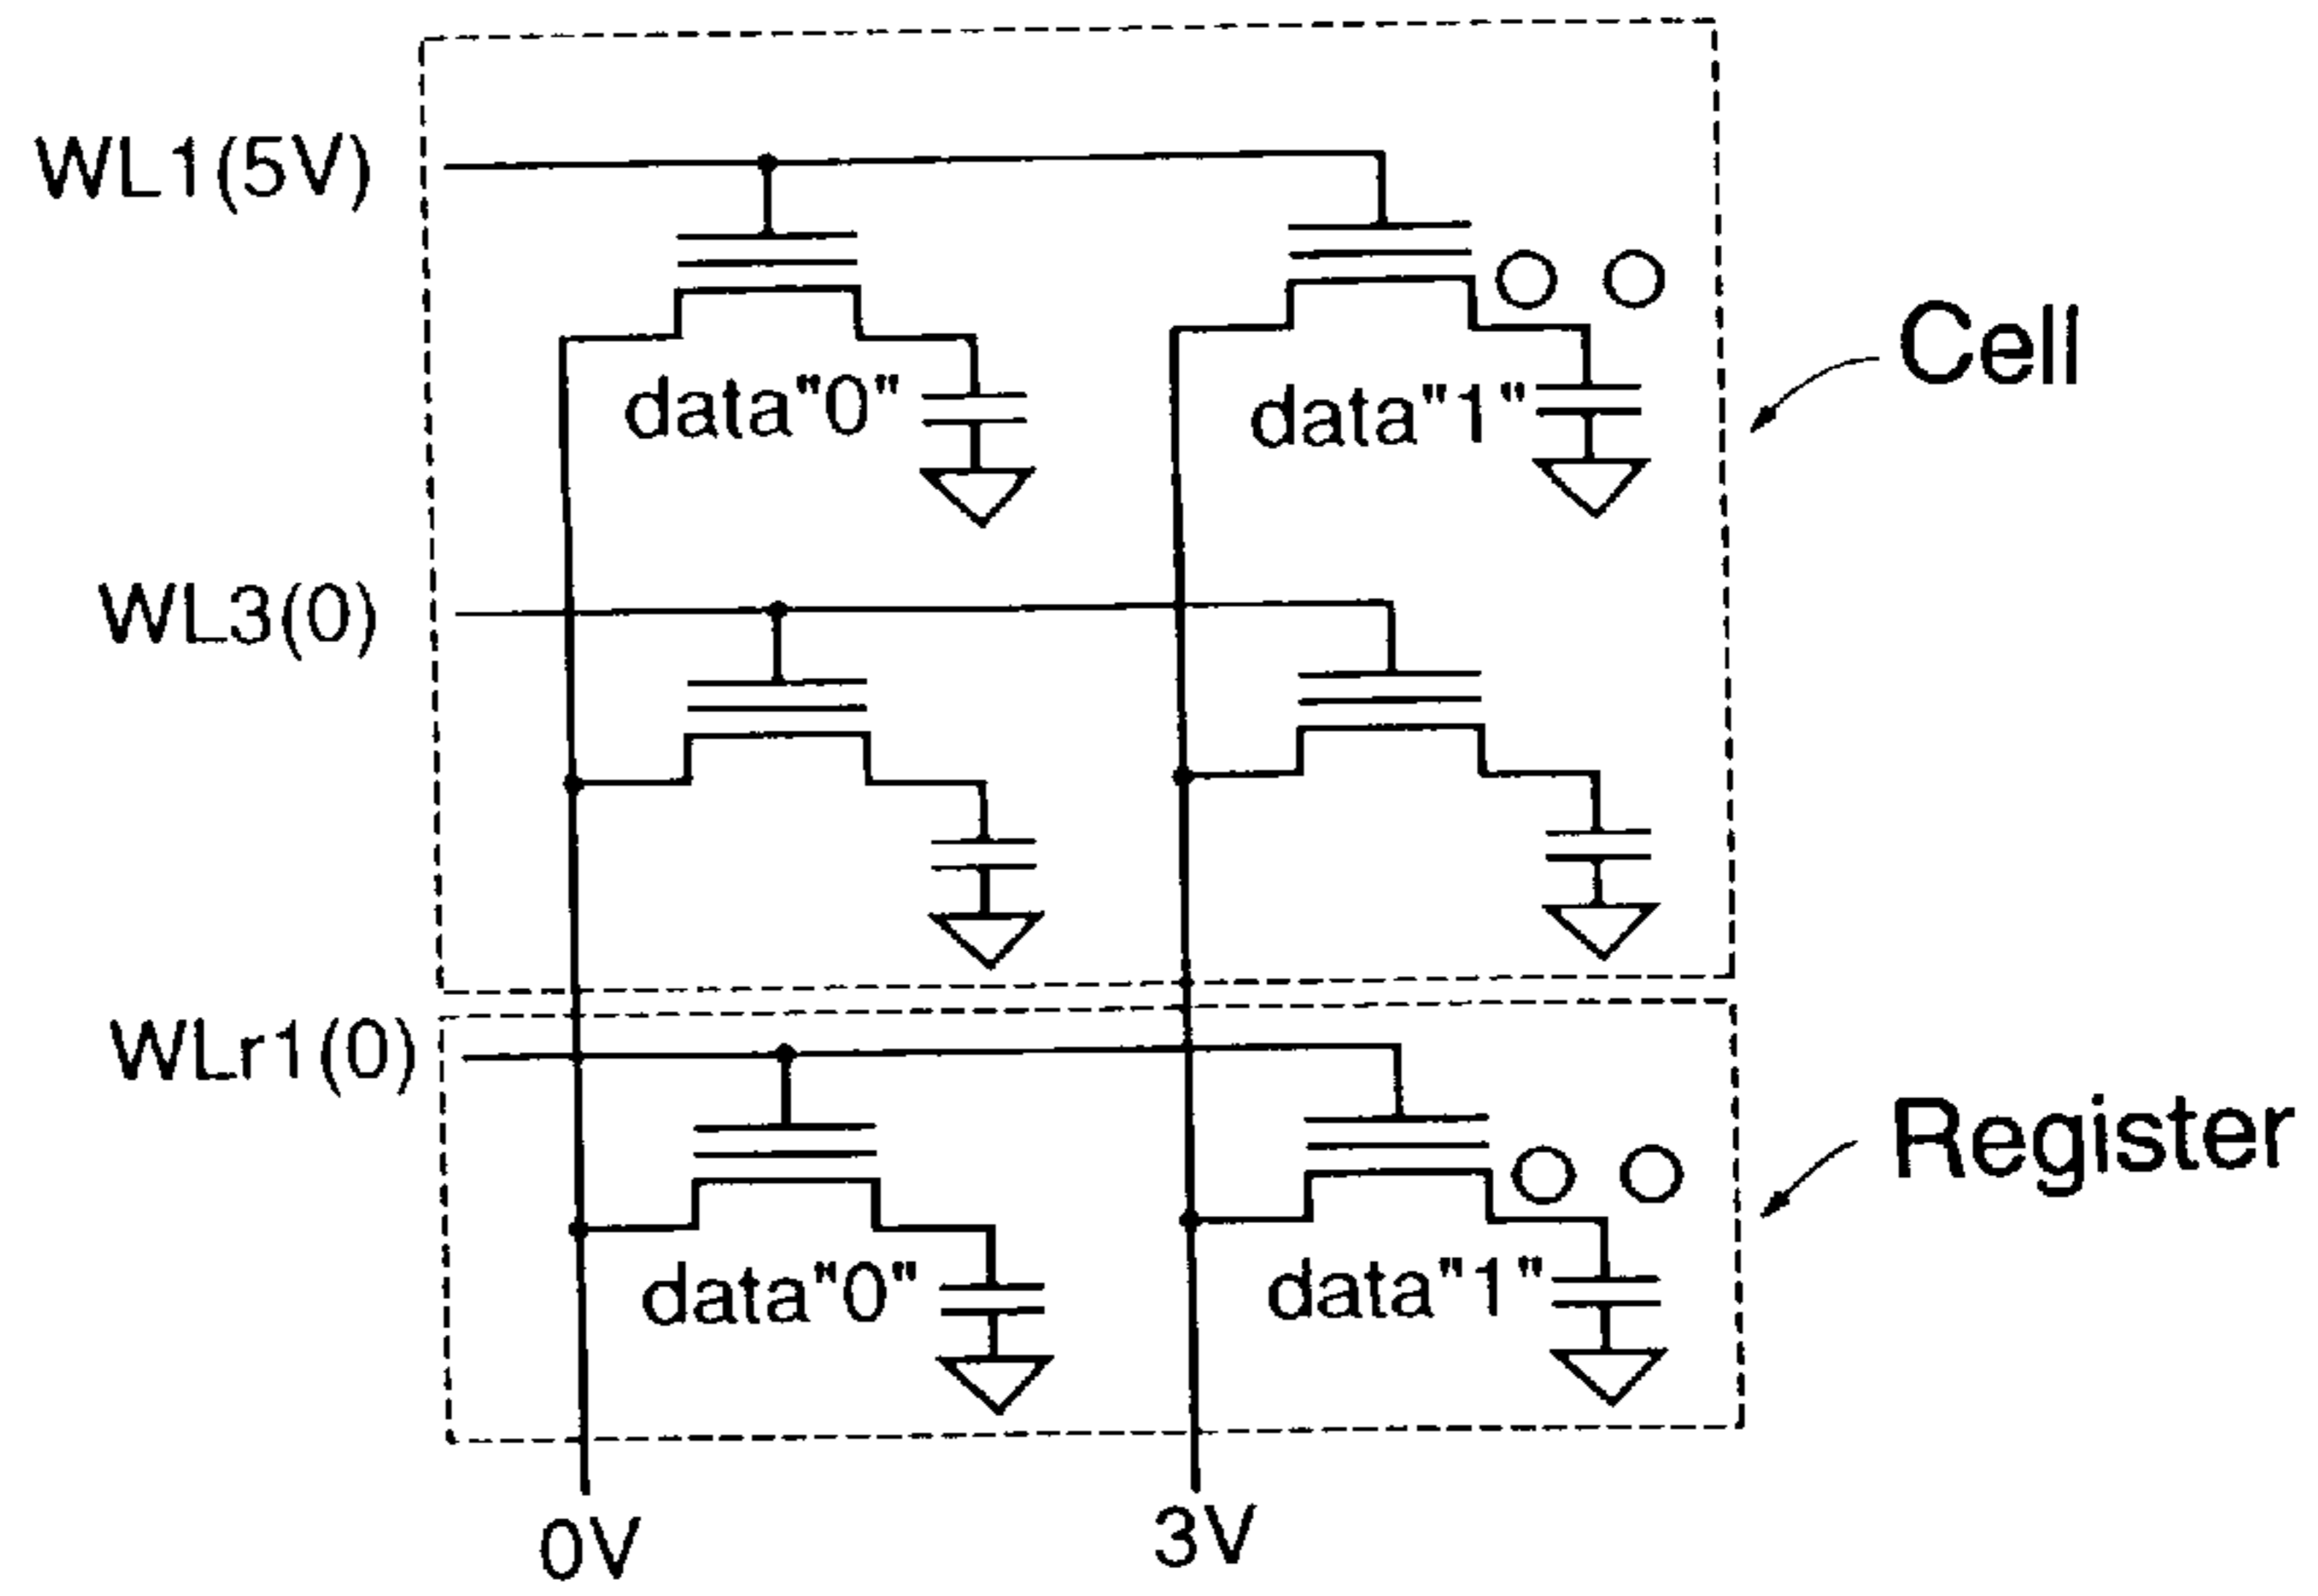 WL1(5V)
Cell
data"0"
data"1"
WL3(0)
WLr1(0)
Register
data"0"
data"1"
0V
3V